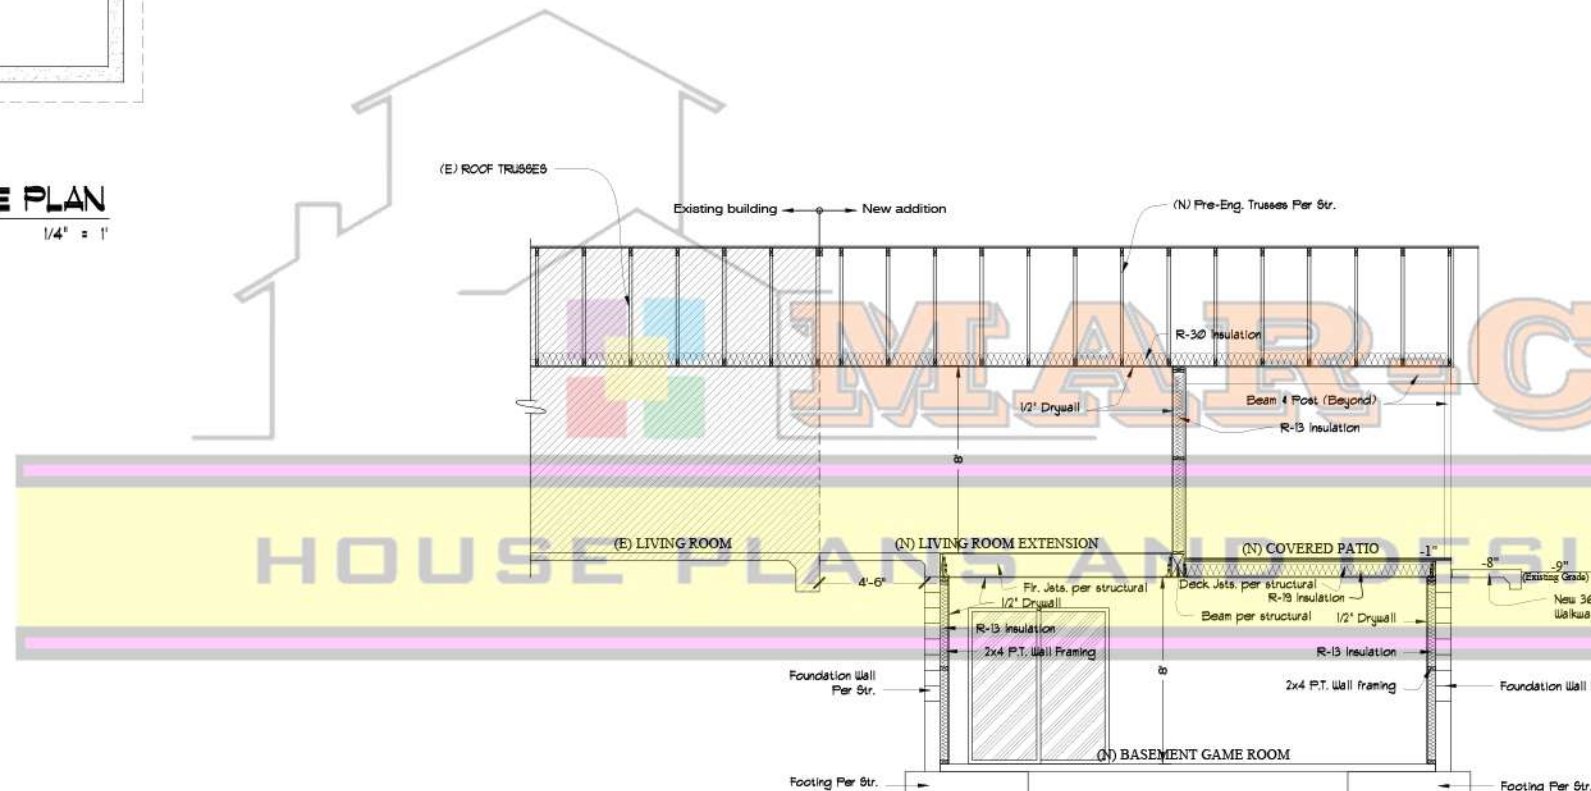 E PLAN
1/4" = 1'
(E) ROOF TRUSSES
Existing building
New addition
(N) Pre-Eng. Trusses Per Str.
MAR-C
R-30 Insulation
1/2" Drywall
Beam & Post (Beyond)
R-13 Insulation
8'
HOUSE PLANS AND DESI
(E) LIVING ROOM
(N) LIVING ROOM EXTENSION
(N) COVERED PATIO
-1"
-8"
-9"
(Existing Grade)
4'-6"
Flr. Jsts. per structural
Deck Jsts. per structural
R-19 Insulation
1/2" Drywall
Beam per structural
1/2" Drywall
New 36
Walkwa
R-13 Insulation
2x4 P.T. Wall Framing
R-13 Insulation
Foundation Wall
Per Str.
8'
2x4 P.T. Wall framing
Foundation Wall
(N) BASEMENT GAME ROOM
Footing Per Str.
Footing Per Str